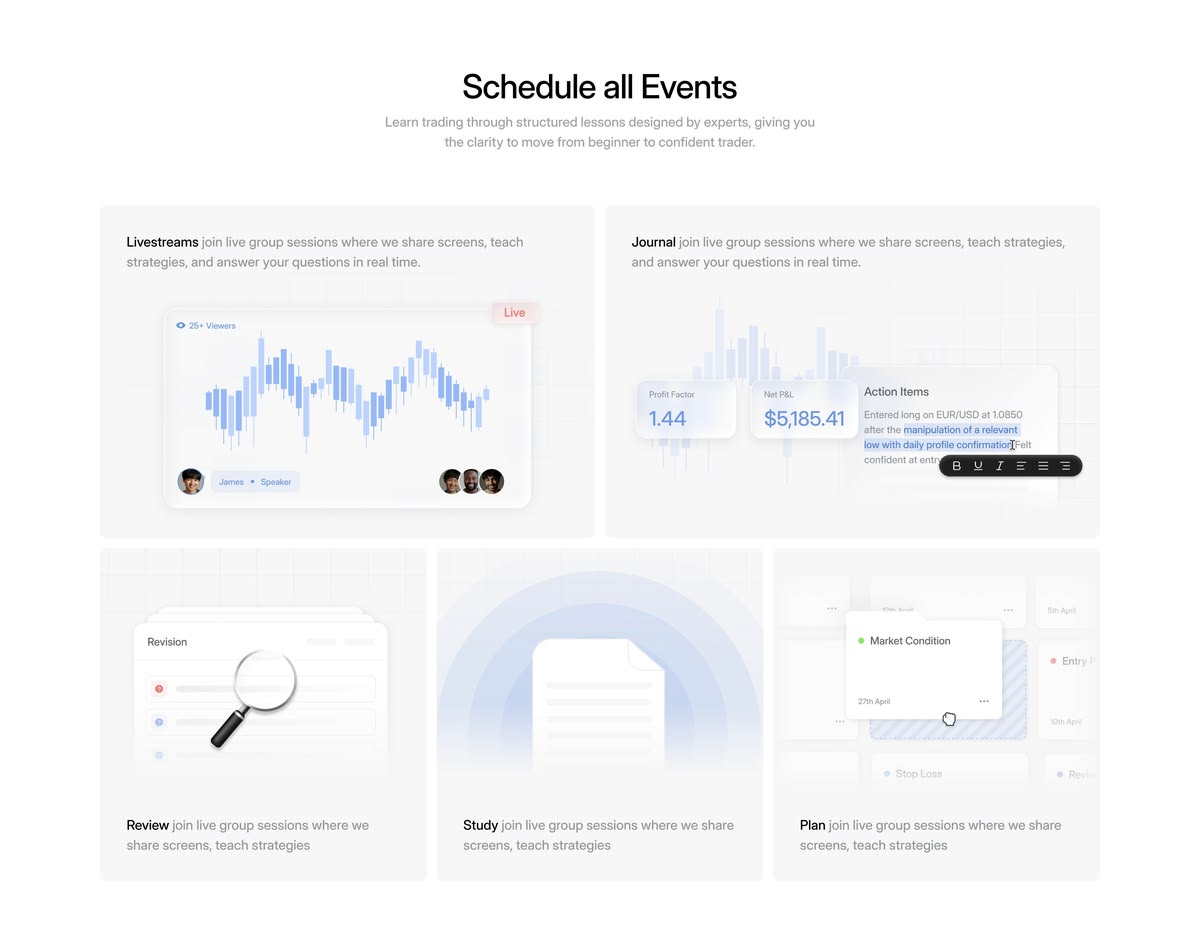 Schedule all Events
Learn trading through structured lessons designed by experts, giving you
the clarity to move from beginner to confident trader.
Livestreams join live group sessions where we share screens, teach
strategies, and answer your questions in real time.
Live
25+ Viewers
James • Speaker
Journal join live group sessions where we share screens, teach strategies,
and answer your questions in real time.
Profit Factor
1.44
Net P&L
$5,185.41
Action Items
Entered long on EUR/USD at 1.0850
after the manipulation of a relevant
low with daily profile confirmation. Felt
confident at entry
B U I
Revision
Review join live group sessions where we
share screens, teach strategies
Study join live group sessions where we share
screens, teach strategies
12th April
5th April
Market Condition
27th April
Entry
10th April
Stop Loss
Plan join live group sessions where we share
screens, teach strategies